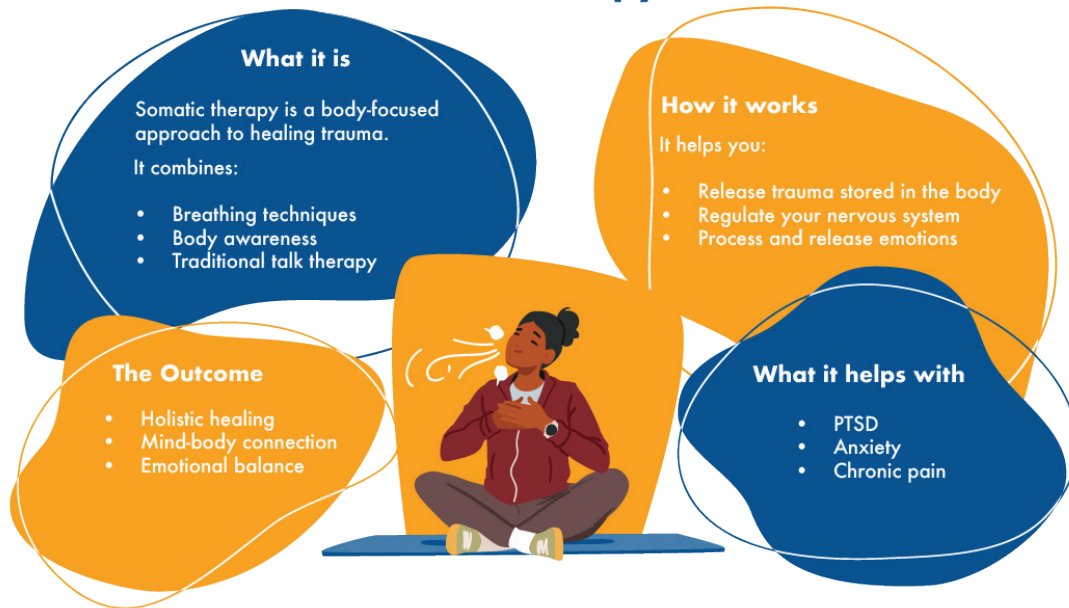 What it is
Somatic therapy is a body-focused
approach to healing trauma.
It combines:
• Breathing techniques
• Body awareness
• Traditional talk therapy
How it works
It helps you:
• Release trauma stored in the body
• Regulate your nervous system
• Process and release emotions
The Outcome
• Holistic healing
• Mind-body connection
• Emotional balance
What it helps with
• PTSD
• Anxiety
• Chronic pain